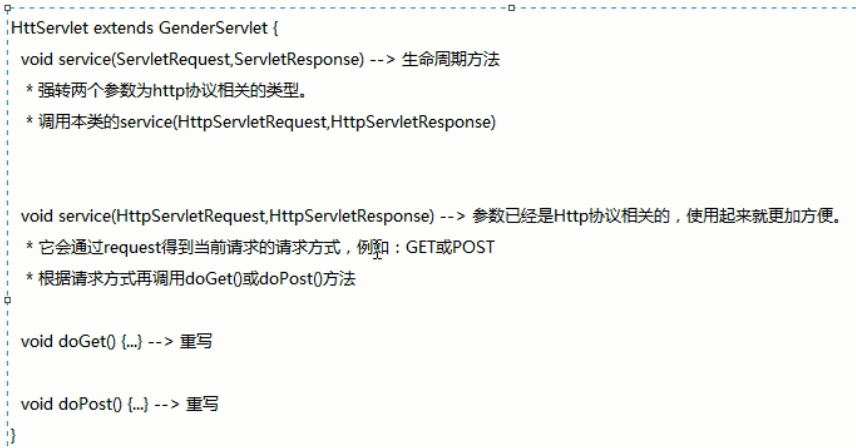 HttServlet extends GenderServlet {
void service(ServletRequest,ServletResponse) --> 生命周期方法
* 强转两个参数为http协议相关的类型。
* 调用本类的service(HttpServletRequest,HttpServletResponse)
void service(HttpServletRequest,HttpServletResponse) --> 参数已经是Http协议相关的，使用起来就更加方便。
* 它会通过request得到当前请求的请求方式，例如：GET或POST
* 根据请求方式再调用doGet()或doPost()方法
void doGet() {...} --> 重写
void doPost() {...} --> 重写
}